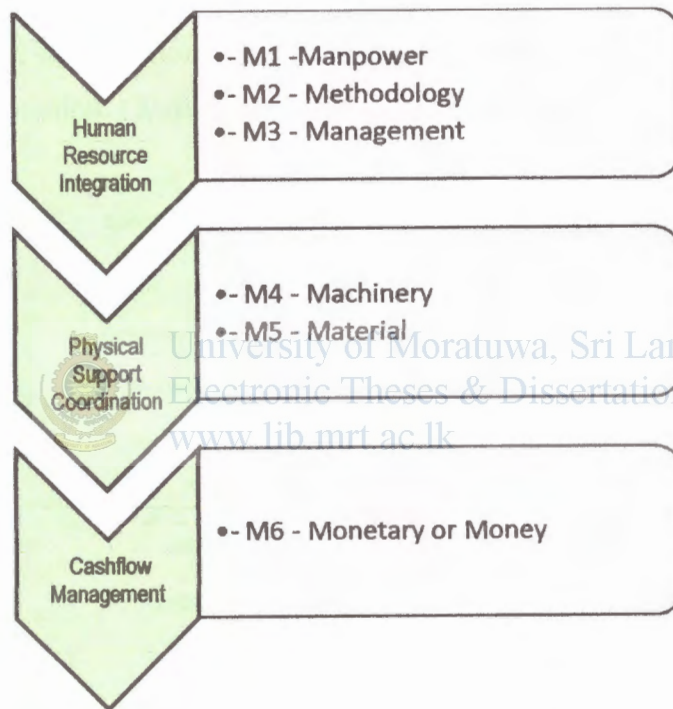 Human
Resource
Integration
•- M1 -Manpower
•- M2 - Methodology
•- M3 - Management
Physical
Support
Coordination
•- M4 - Machinery
•- M5 - Material
University of Moratuwa, Sri Lan
Electronic Theses & Dissertation
www.lib.mrt.ac.lk
Cashflow
Management
•- M6 - Monetary or Money